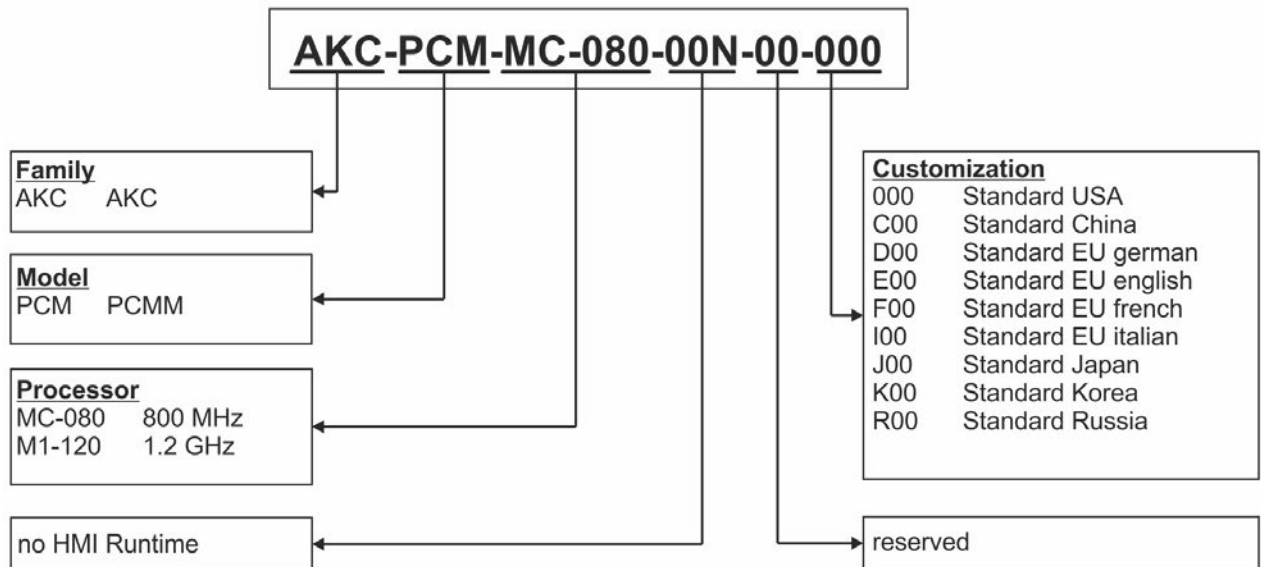 AKC-PCM-MC-080-00N-00-000
Family
AKC AKC
Model
PCM PCMM
Processor
MC-080 800 MHz
M1-120 1.2 GHz
no HMI Runtime
Customization
000 Standard USA
C00 Standard China
D00 Standard EU german
E00 Standard EU english
F00 Standard EU french
I00 Standard EU italian
J00 Standard Japan
K00 Standard Korea
R00 Standard Russia
reserved